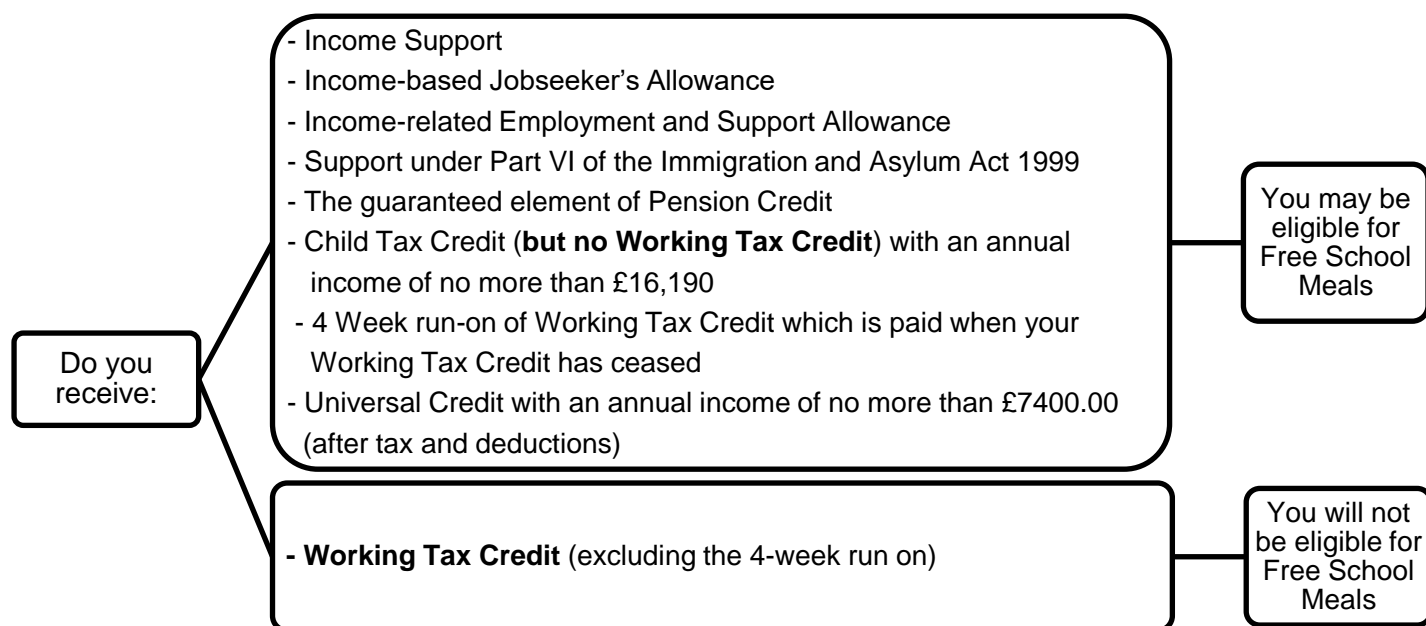 Do you
receive:
- Income Support
- Income-based Jobseeker’s Allowance
- Income-related Employment and Support Allowance
- Support under Part VI of the Immigration and Asylum Act 1999
- The guaranteed element of Pension Credit
- Child Tax Credit (but no Working Tax Credit) with an annual
income of no more than £16,190
- 4 Week run-on of Working Tax Credit which is paid when your
Working Tax Credit has ceased
- Universal Credit with an annual income of no more than £7400.00
(after tax and deductions)
You may be
eligible for
Free School
Meals
- Working Tax Credit (excluding the 4-week run on)
You will not
be eligible for
Free School
Meals